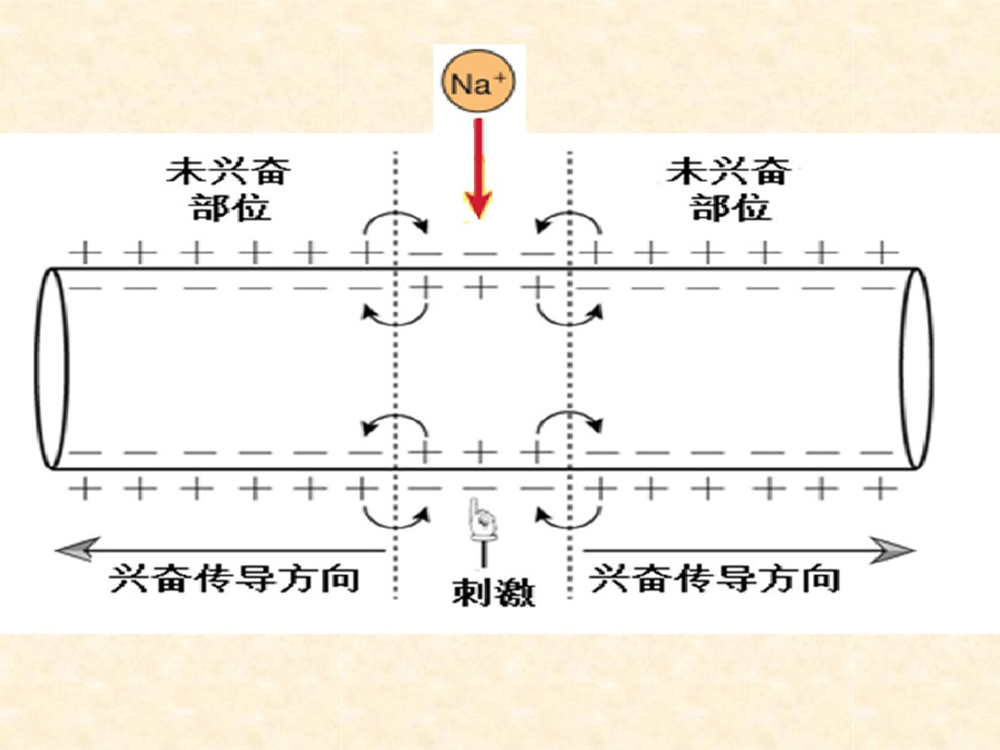 Na⁺
未兴奋
部位
未兴奋
部位
+ + + + + + − − − + + + + + +
− − − − − − + + + − − − − − −
− − − − − − + + + − − − − − −
+ + + + + + − − − + + + + + +
兴奋传导方向
刺激
兴奋传导方向